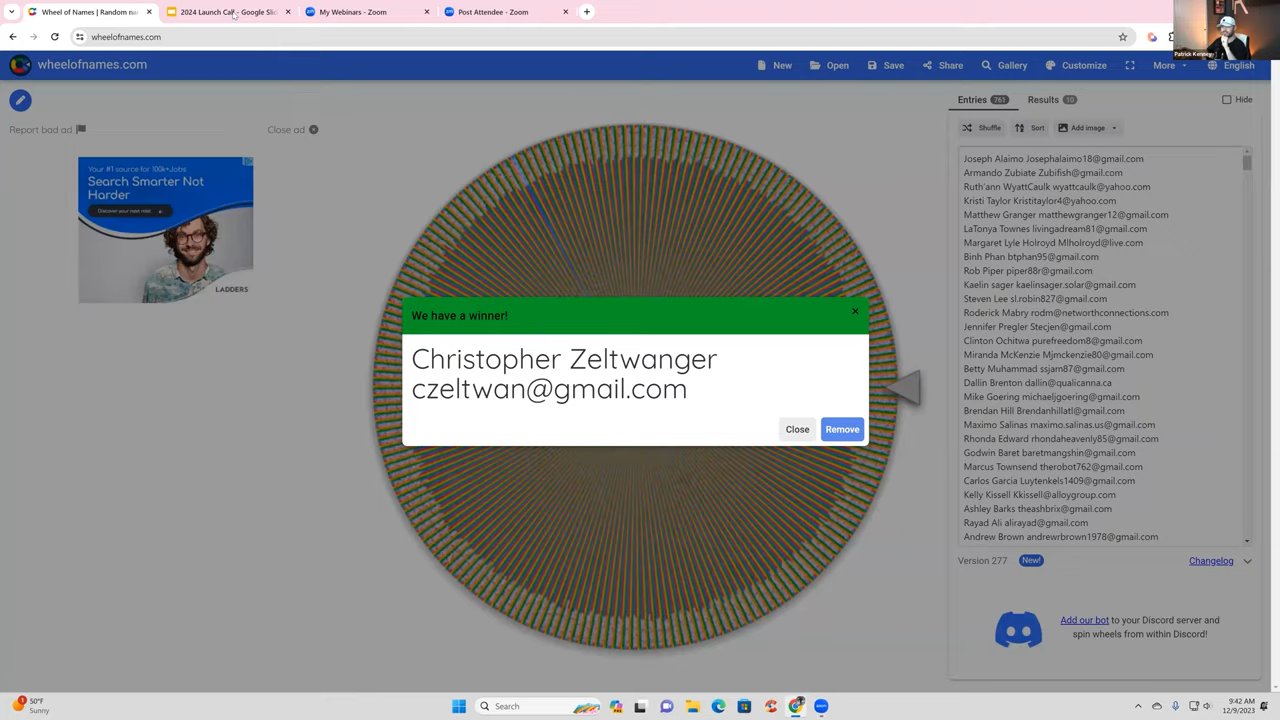 Wheel of Names | Random na
2024 Launch Call - Google Slid
My Webinars - Zoom
Post Attendee - Zoom
wheelofnames.com
Patrick Kenney
wheelofnames.com
New
Open
Save
Share
Gallery
Customize
More
English
Report bad ad
Close ad
Your #1 source for 100k+Jobs
Search Smarter Not
Harder
Discover your next role
LADDERS
Entries 761
Results 10
Hide
Shuffle
Sort
Add image
Joseph Alaimo Josephalaimo18@gmail.com
Armando Zubiate Zubifish@gmail.com
Ruth'ann WyattCaulk wyattcaulk@yahoo.com
Kristi Taylor Kristitaylor4@yahoo.com
Matthew Granger matthewgranger12@gmail.com
LaTonya Townes livingadream81@gmail.com
Margaret Lyle Holroyd Mlholroyd@live.com
Binh Phan btphan95@gmail.com
Rob Piper piper88r@gmail.com
Kaelin sager kaelinsager.solar@gmail.com
Steven Lee sl.robin827@gmail.com
Roderick Mabry rodm@networthconnections.com
Jennifer Pregler Stecjen@gmail.com
Clinton Ochitwa purefreedom8@gmail.com
Miranda McKenzie Mjmckenzie80@gmail.com
Betty Muhammad ssjam87@gmail.com
Dallin Brenton dallin@qualicanna.ca
Mike Goering michaeljgoering@gmail.com
Brendan Hill Brendanhillatl@gmail.com
Maximo Salinas maximo.salinas.us@gmail.com
Rhonda Edward rhondaheavenly85@gmail.com
Godwin Baret baretmangshin@gmail.com
Marcus Townsend therobot762@gmail.com
Carlos Garcia Luytenkels1409@gmail.com
Kelly Kissell Kkissell@alloygroup.com
Ashley Barks theashbrix@gmail.com
Rayad Ali alirayad@gmail.com
Andrew Brown andrewrbrown1978@gmail.com
We have a winner!
Christopher Zeltwanger
czeltwan@gmail.com
Close
Remove
Version 277
New!
Changelog
Add our bot to your Discord server and
spin wheels from within Discord!
1
50°F
Sunny
Search
9:42 AM
12/9/2023